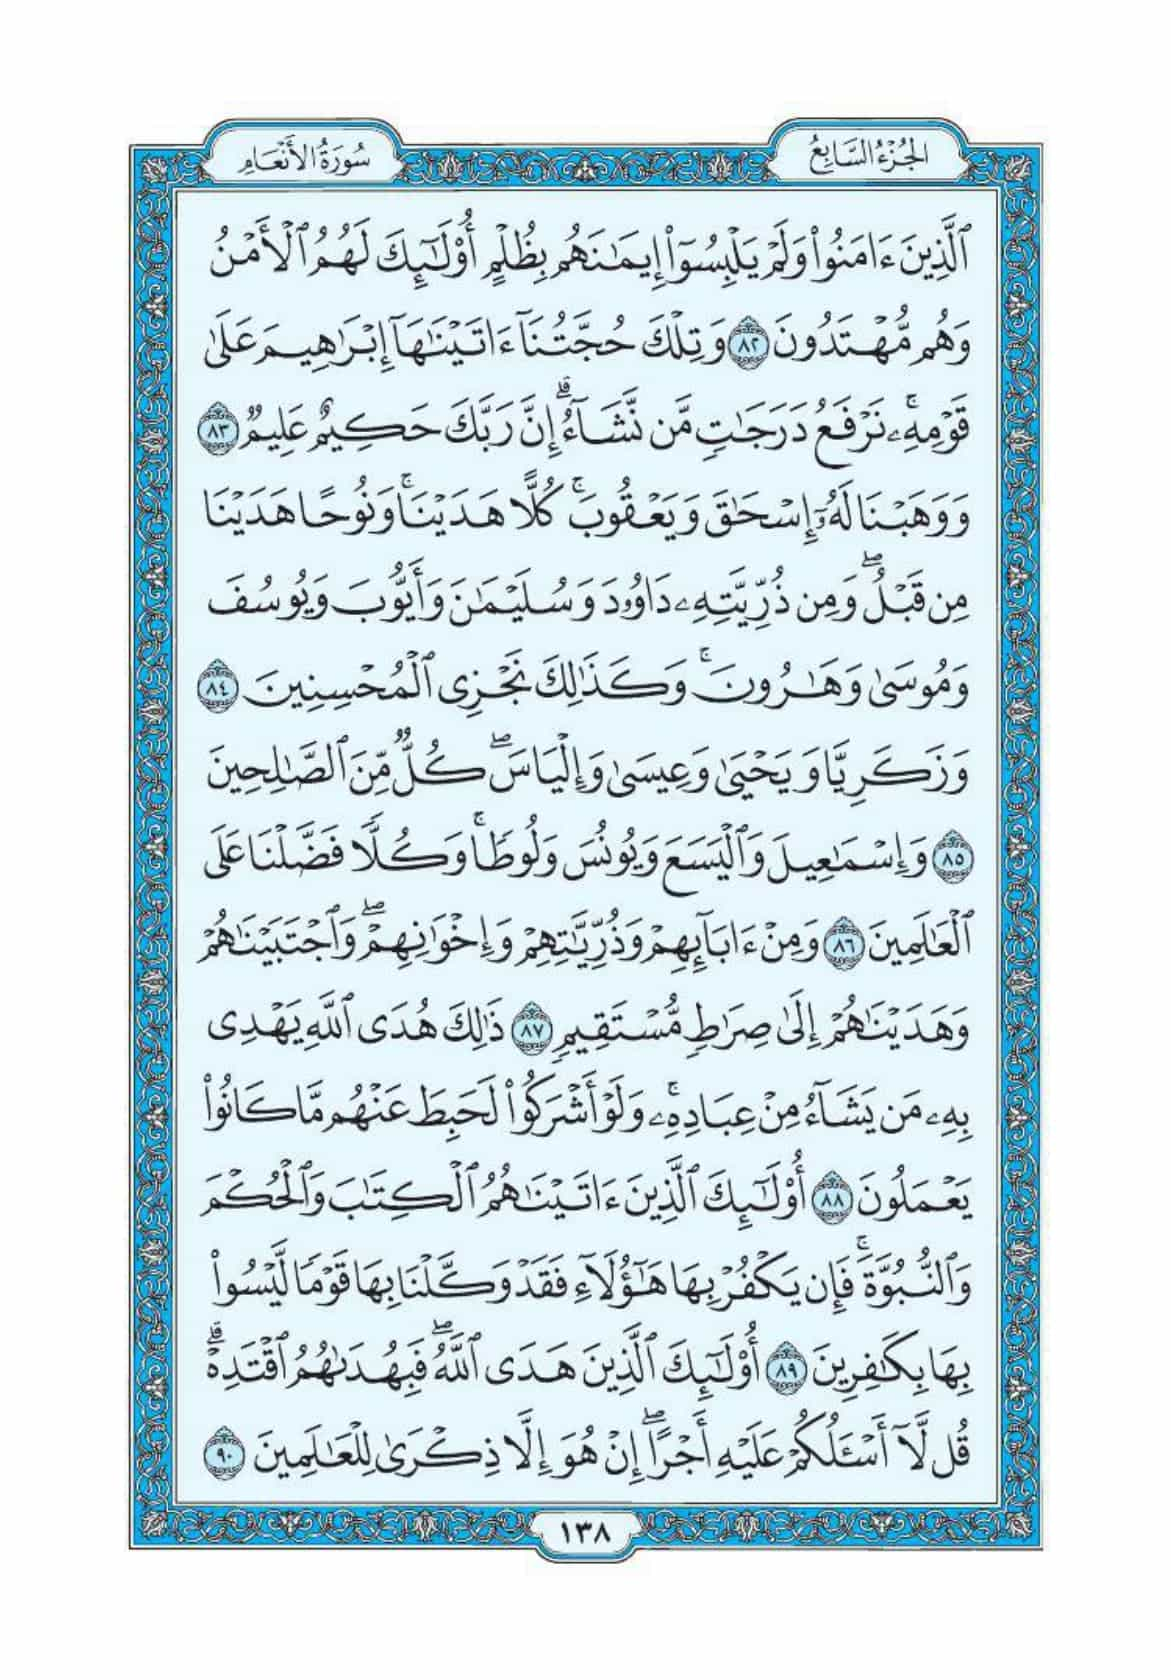 الجُزْءُ السَّابِعُ
سُورَةُ الأَنْعَامِ
ٱلَّذِينَ ءَامَنُوا۟ وَلَمْ يَلْبِسُوٓا۟ إِيمَٰنَهُم بِظُلْمٍ أُو۟لَٰٓئِكَ لَهُمُ ٱلْأَمْنُ
وَهُم مُّهْتَدُونَ ٨٢ وَتِلْكَ حُجَّتُنَآ ءَاتَيْنَٰهَآ إِبْرَٰهِيمَ عَلَىٰ
قَوْمِهِۦۚ نَرْفَعُ دَرَجَٰتٍ مَّن نَّشَآءُۗ إِنَّ رَبَّكَ حَكِيمٌ عَلِيمٌ ٨٣
وَوَهَبْنَا لَهُۥٓ إِسْحَٰقَ وَيَعْقُوبَۚ كُلًّا هَدَيْنَاۚ وَنُوحًا هَدَيْنَا
مِن قَبْلُۖ وَمِن ذُرِّيَّتِهِۦ دَاوُۥدَ وَسُلَيْمَٰنَ وَأَيُّوبَ وَيُوسُفَ
وَمُوسَىٰ وَهَٰرُونَۚ وَكَذَٰلِكَ نَجْزِى ٱلْمُحْسِنِينَ ٨٤
وَزَكَرِيَّا وَيَحْيَىٰ وَعِيسَىٰ وَإِلْيَاسَۖ كُلٌّ مِّنَ ٱلصَّٰلِحِينَ
٨٥ وَإِسْمَٰعِيلَ وَٱلْيَسَعَ وَيُونُسَ وَلُوطًاۚ وَكُلًّا فَضَّلْنَا عَلَى
ٱلْعَٰلَمِينَ ٨٦ وَمِنْ ءَابَآئِهِمْ وَذُرِّيَّٰتِهِمْ وَإِخْوَٰنِهِمْۖ وَٱجْتَبَيْنَٰهُمْ
وَهَدَيْنَٰهُمْ إِلَىٰ صِرَٰطٍ مُّسْتَقِيمٍ ٨٧ ذَٰلِكَ هُدَى ٱللَّهِ يَهْدِى
بِهِۦ مَن يَشَآءُ مِنْ عِبَادِهِۦۚ وَلَوْ أَشْرَكُوا۟ لَحَبِطَ عَنْهُم مَّا كَانُوا۟
يَعْمَلُونَ ٨٨ أُو۟لَٰٓئِكَ ٱلَّذِينَ ءَاتَيْنَٰهُمُ ٱلْكِتَٰبَ وَٱلْحُكْمَ
وَٱلنُّبُوَّةَۚ فَإِن يَكْفُرْ بِهَا هَٰٓؤُلَآءِ فَقَدْ وَكَّلْنَا بِهَا قَوْمًا لَّيْسُوا۟
بِهَا بِكَٰفِرِينَ ٨٩ أُو۟لَٰٓئِكَ ٱلَّذِينَ هَدَى ٱللَّهُۖ فَبِهُدَىٰهُمُ ٱقْتَدِهْۗ
قُل لَّآ أَسْـَٔلُكُمْ عَلَيْهِ أَجْرًاۖ إِنْ هُوَ إِلَّا ذِكْرَىٰ لِلْعَٰلَمِينَ ٩٠
١٣٨